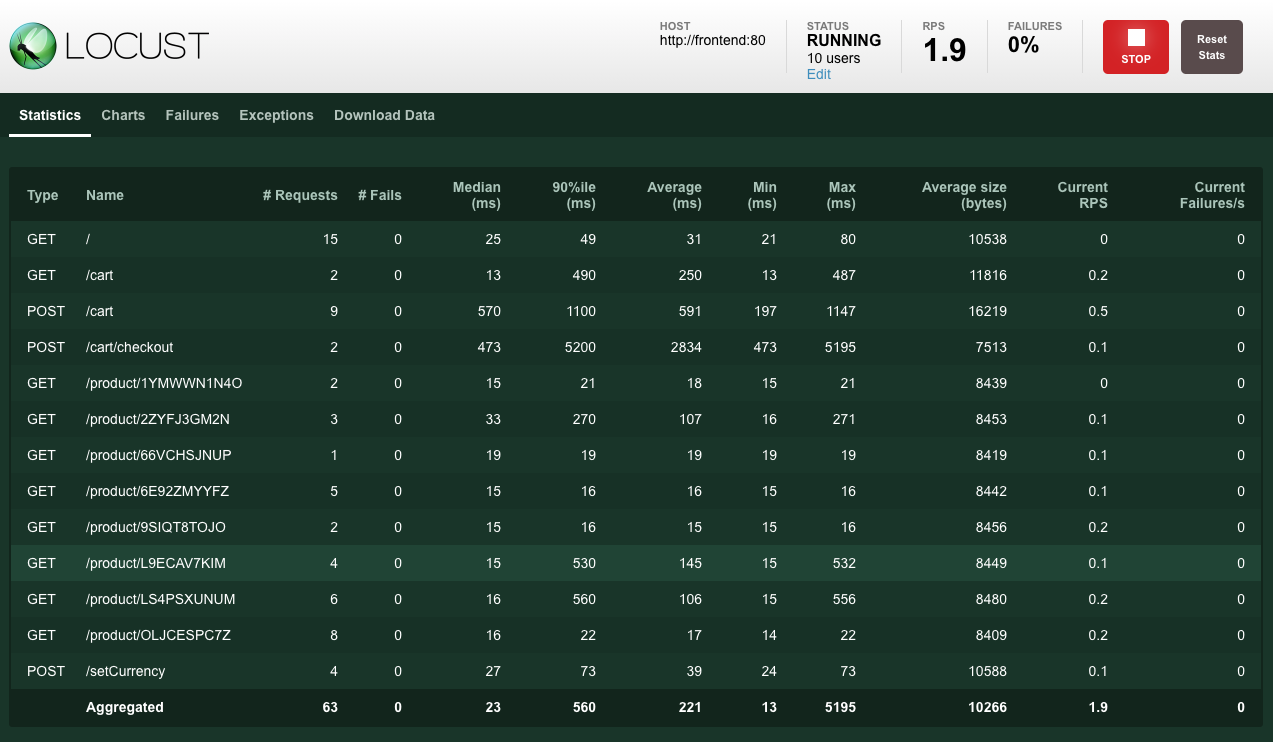 LOCUST
HOST
http://frontend:80
STATUS
RUNNING
10 users
Edit
RPS
1.9
FAILURES
0%
STOP
Reset
Stats
Statistics Charts Failures Exceptions Download Data
Type Name # Requests # Fails Median (ms) 90%ile (ms) Average (ms) Min (ms) Max (ms) Average size (bytes) Current RPS Current Failures/s
GET / 15 0 25 49 31 21 80 10538 0 0
GET /cart 2 0 13 490 250 13 487 11816 0.2 0
POST /cart 9 0 570 1100 591 197 1147 16219 0.5 0
POST /cart/checkout 2 0 473 5200 2834 473 5195 7513 0.1 0
GET /product/1YMWWN1N4O 2 0 15 21 18 15 21 8439 0 0
GET /product/2ZYFJ3GM2N 3 0 33 270 107 16 271 8453 0.1 0
GET /product/66VCHSJNUP 1 0 19 19 19 19 19 8419 0.1 0
GET /product/6E92ZMYYFZ 5 0 15 16 16 15 16 8442 0.1 0
GET /product/9SIQT8TOJO 2 0 15 16 15 15 16 8456 0.2 0
GET /product/L9ECAV7KIM 4 0 15 530 145 15 532 8449 0.1 0
GET /product/LS4PSXUNUM 6 0 16 560 106 15 556 8480 0.2 0
GET /product/OLJCESPC7Z 8 0 16 22 17 14 22 8409 0.2 0
POST /setCurrency 4 0 27 73 39 24 73 10588 0.1 0
Aggregated 63 0 23 560 221 13 5195 10266 1.9 0